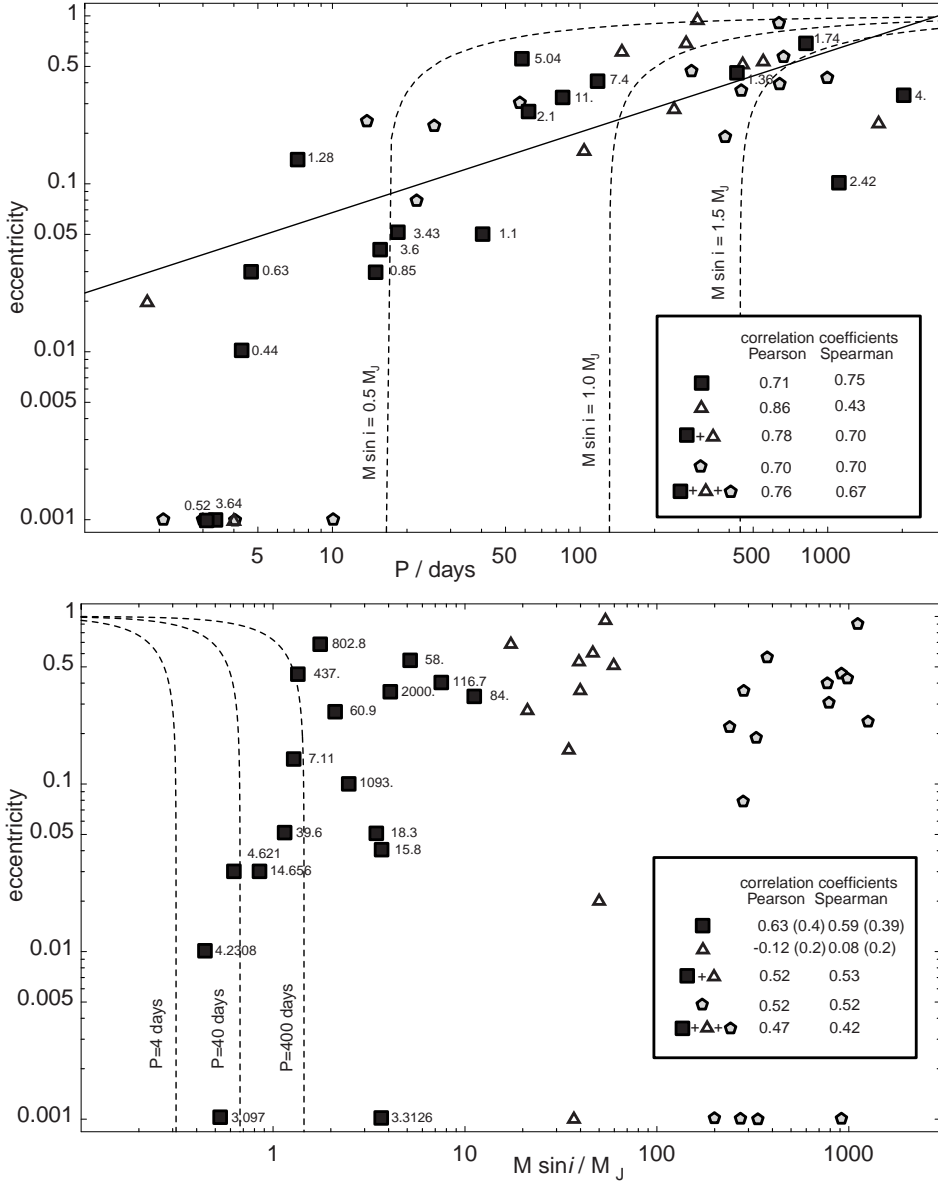 1
0.5
0.1
0.05
0.01
0.005
0.001
eccentricity
5.04
1.74
7.4
1.36
11.
4.
2.1
1.28
2.42
3.43
1.1
3.6
0.63
0.85
0.44
0.52
3.64
M sin i = 0.5 M_J
M sin i = 1.0 M_J
M sin i = 1.5 M_J
correlation coefficients
Pearson Spearman
0.71 0.75
0.86 0.43
+ 0.78 0.70
0.70 0.70
+ + 0.76 0.67
5 10 50 100 500 1000
P / days
1
0.5
0.1
0.05
0.01
0.005
0.001
eccentricity
802.8
58.
437.
116.7
2000.
84.
60.9
7.11
1093.
39.6
18.3
15.8
4.621
14.656
4.2308
3.097
3.3126
P=4 days
P=40 days
P=400 days
correlation coefficients
Pearson Spearman
0.63 (0.4) 0.59 (0.39)
-0.12 (0.2) 0.08 (0.2)
+ 0.52 0.53
0.52 0.52
+ + 0.47 0.42
1 10 100 1000
M sin i / M_J